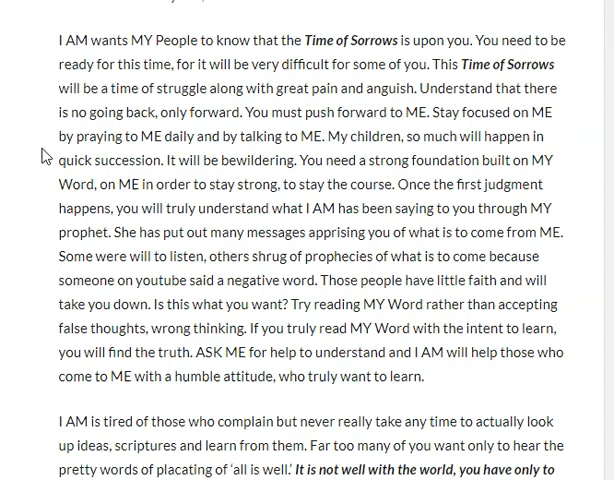 I AM wants MY People to know that the Time of Sorrows is upon you. You need to be
ready for this time, for it will be very difficult for some of you. This Time of Sorrows
will be a time of struggle along with great pain and anguish. Understand that there
is no going back, only forward. You must push forward to ME. Stay focused on ME
by praying to ME daily and by talking to ME. My children, so much will happen in
quick succession. It will be bewildering. You need a strong foundation built on MY
Word, on ME in order to stay strong, to stay the course. Once the first judgment
happens, you will truly understand what I AM has been saying to you through MY
prophet. She has put out many messages apprising you of what is to come from ME.
Some were will to listen, others shrug of prophecies of what is to come because
someone on youtube said a negative word. Those people have little faith and will
take you down. Is this what you want? Try reading MY Word rather than accepting
false thoughts, wrong thinking. If you truly read MY Word with the intent to learn,
you will find the truth. ASK ME for help to understand and I AM will help those who
come to ME with a humble attitude, who truly want to learn.
I AM is tired of those who complain but never really take any time to actually look
up ideas, scriptures and learn from them. Far too many of you want only to hear the
pretty words of placating of ‘all is well.’ It is not well with the world, you have only to